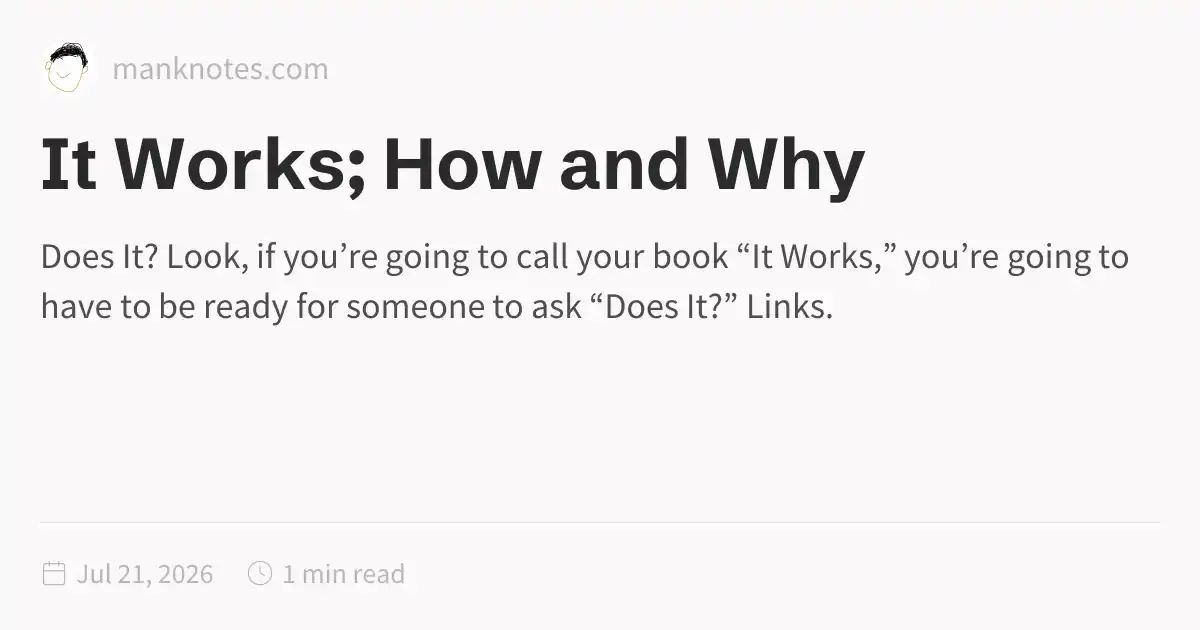 manknotes.com
It Works; How and Why
Does It? Look, if you’re going to call your book “It Works,” you’re going to
have to be ready for someone to ask “Does It?” Links.
Jul 21, 2026 1 min read